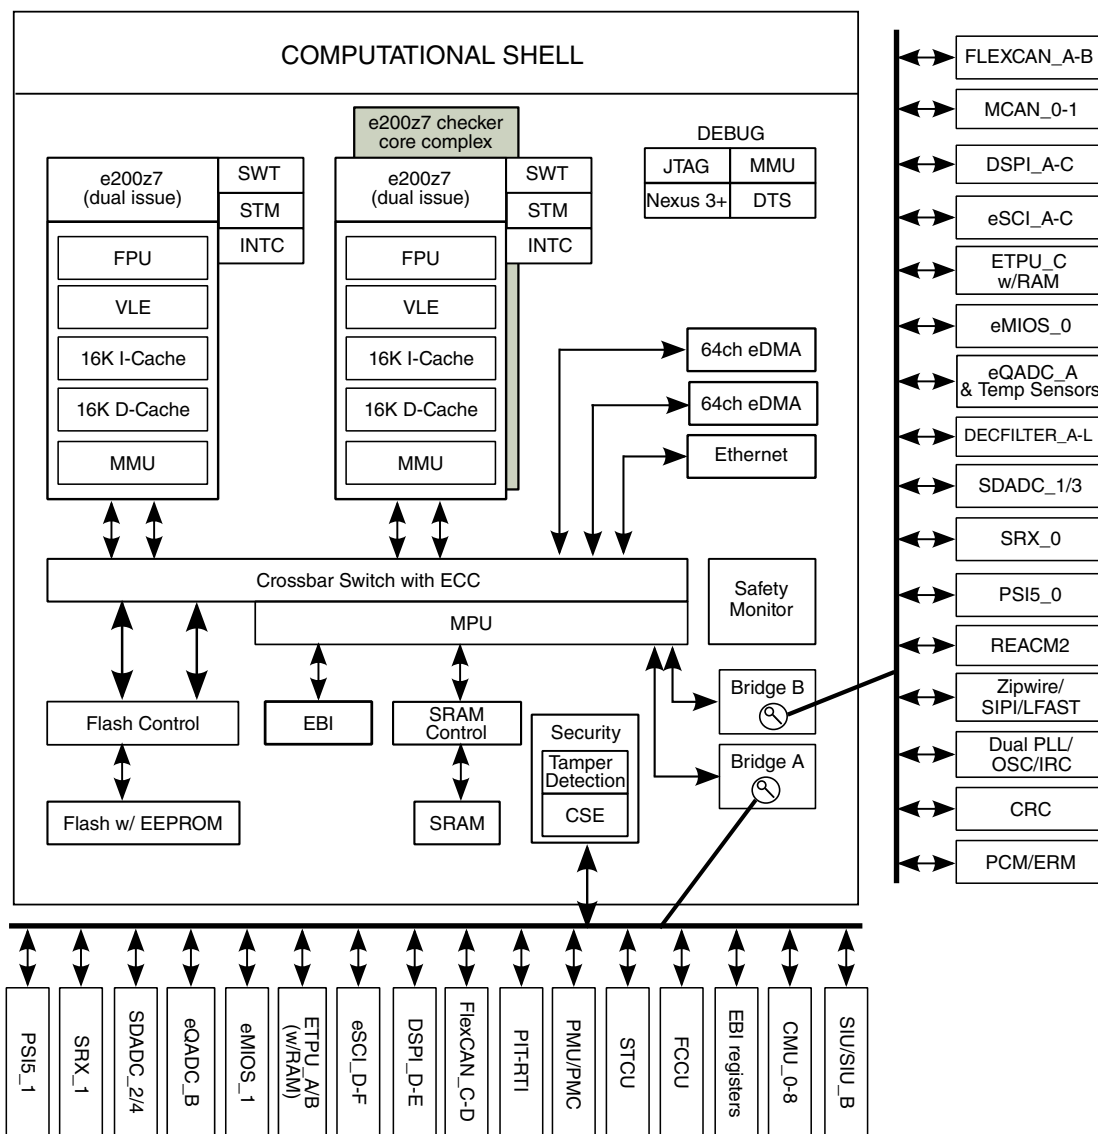 COMPUTATIONAL SHELL
e200z7 checker
core complex
e200z7
(dual issue)
SWT
STM
INTC
FPU
VLE
16K I-Cache
16K D-Cache
MMU
e200z7
(dual issue)
SWT
STM
INTC
FPU
VLE
16K I-Cache
16K D-Cache
MMU
DEBUG
JTAG
MMU
Nexus 3+
DTS
64ch eDMA
64ch eDMA
Ethernet
Crossbar Switch with ECC
MPU
Safety
Monitor
Flash Control
EBI
SRAM
Control
Security
Tamper
Detection
CSE
Bridge B
Bridge A
Flash w/ EEPROM
SRAM
FLEXCAN_A-B
MCAN_0-1
DSPI_A-C
eSCI_A-C
ETPU_C
w/RAM
eMIOS_0
eQADC_A
& Temp Sensors
DECFILTER_A-L
SDADC_1/3
SRX_0
PSI5_0
REACM2
Zipwire/
SIPI/LFAST
Dual PLL/
OSC/IRC
CRC
PCM/ERM
PSI5_1
SRX_1
SDADC_2/4
eQADC_B
eMIOS_1
ETPU_A/B
(w/RAM)
eSCI_D-F
DSPI_D-E
FlexCAN_C-D
PIT-RTI
PMU/PMC
STCU
FCCU
EBI
registers
CMU_0-8
SIU/SIU_B